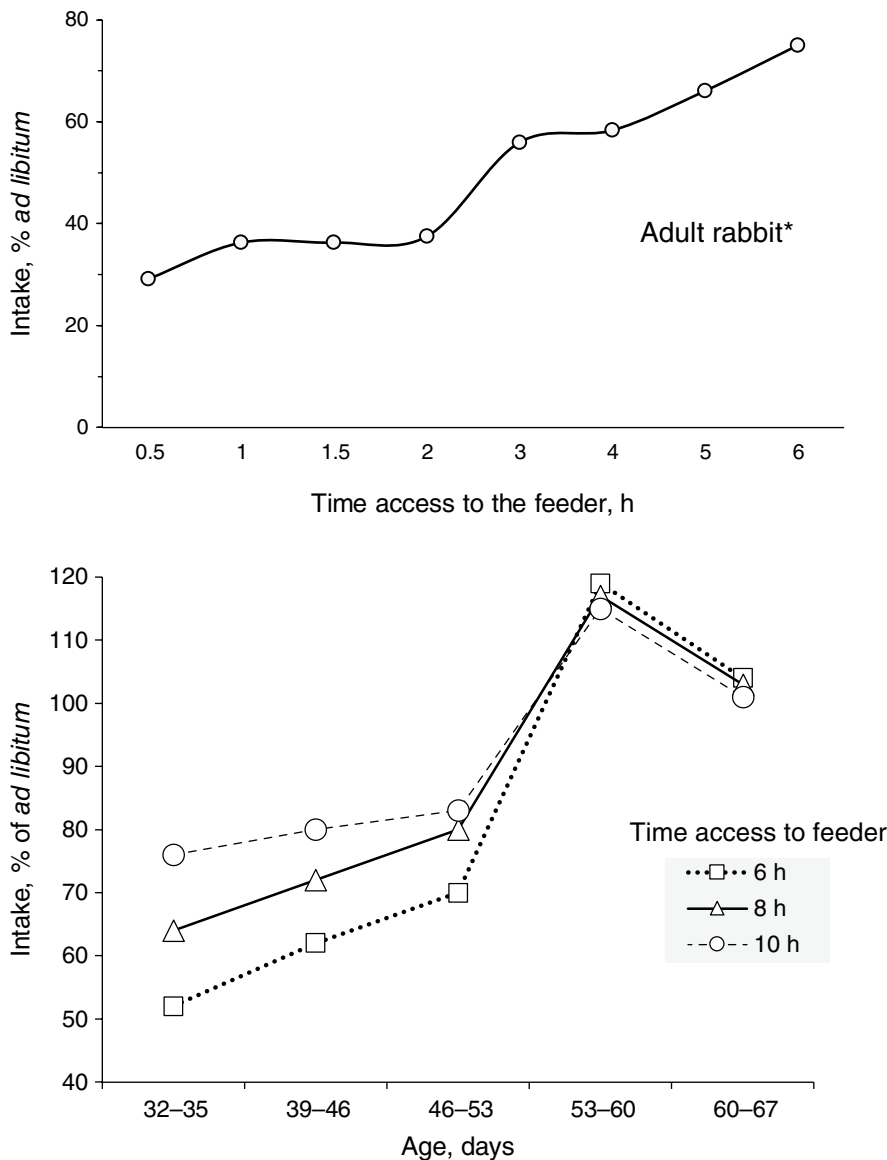 80
60
40
20
0
Intake, % ad libitum
Adult rabbit*
0.5 1 1.5 2 3 4 5 6
Time access to the feeder, h
120
110
100
90
80
70
60
50
40
Intake, % of ad libitum
Time access to feeder
6 h
8 h
10 h
32–35 39–46 46–53 53–60 60–67
Age, days